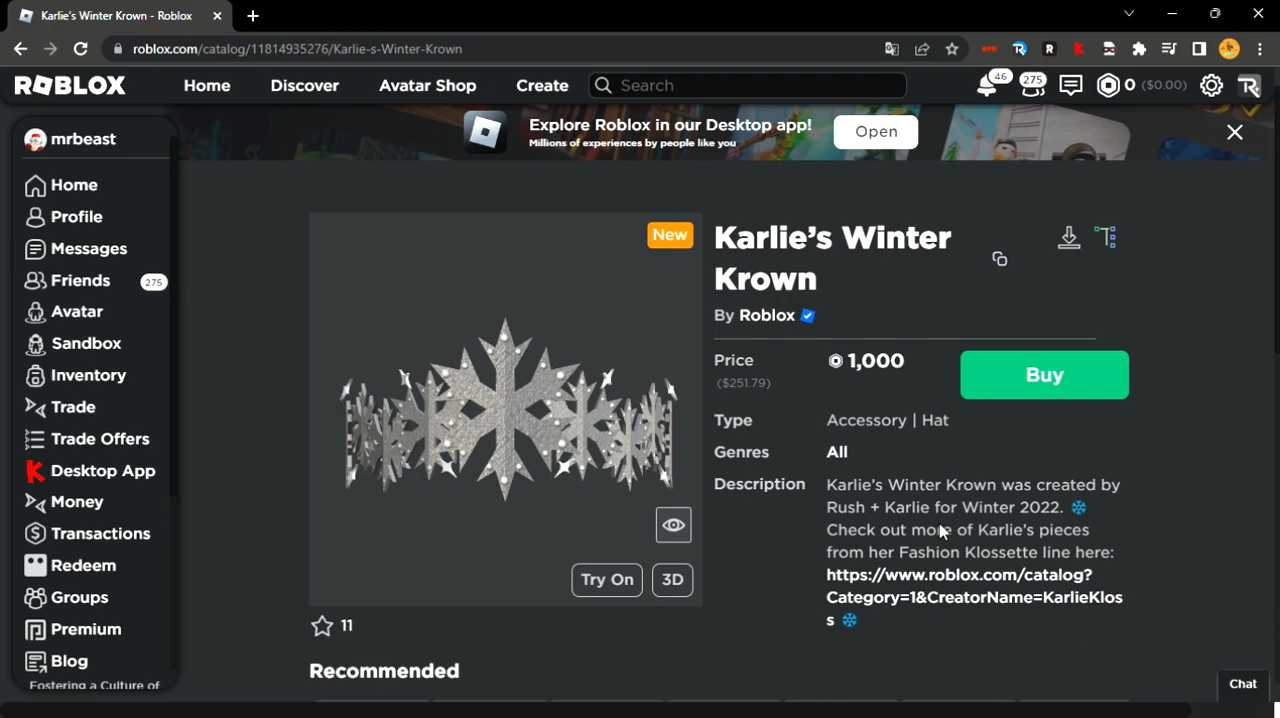 Karlie's Winter Krown - Roblox
roblox.com/catalog/11814935276/Karlie-s-Winter-Krown
ROBLOX
Home
Discover
Avatar Shop
Create
Search
46
275
0
($0.00)
mrbeast
Explore Roblox in our Desktop app!
Millions of experiences by people like you
Open
Home
Profile
Messages
Friends
275
Avatar
Sandbox
Inventory
Trade
Trade Offers
Desktop App
Money
Transactions
Redeem
Groups
Premium
Blog
Fostering a Culture of
New
Try On
3D
11
Karlie's Winter
Krown
By Roblox
Price
1,000
($251.79)
Buy
Type
Accessory | Hat
Genres
All
Description
Karlie's Winter Krown was created by
Rush + Karlie for Winter 2022. ❄️
Check out more of Karlie's pieces
from her Fashion Klossette line here:
https://www.roblox.com/catalog?
Category=1&CreatorName=KarlieKlos
s ❄️
Recommended
Chat